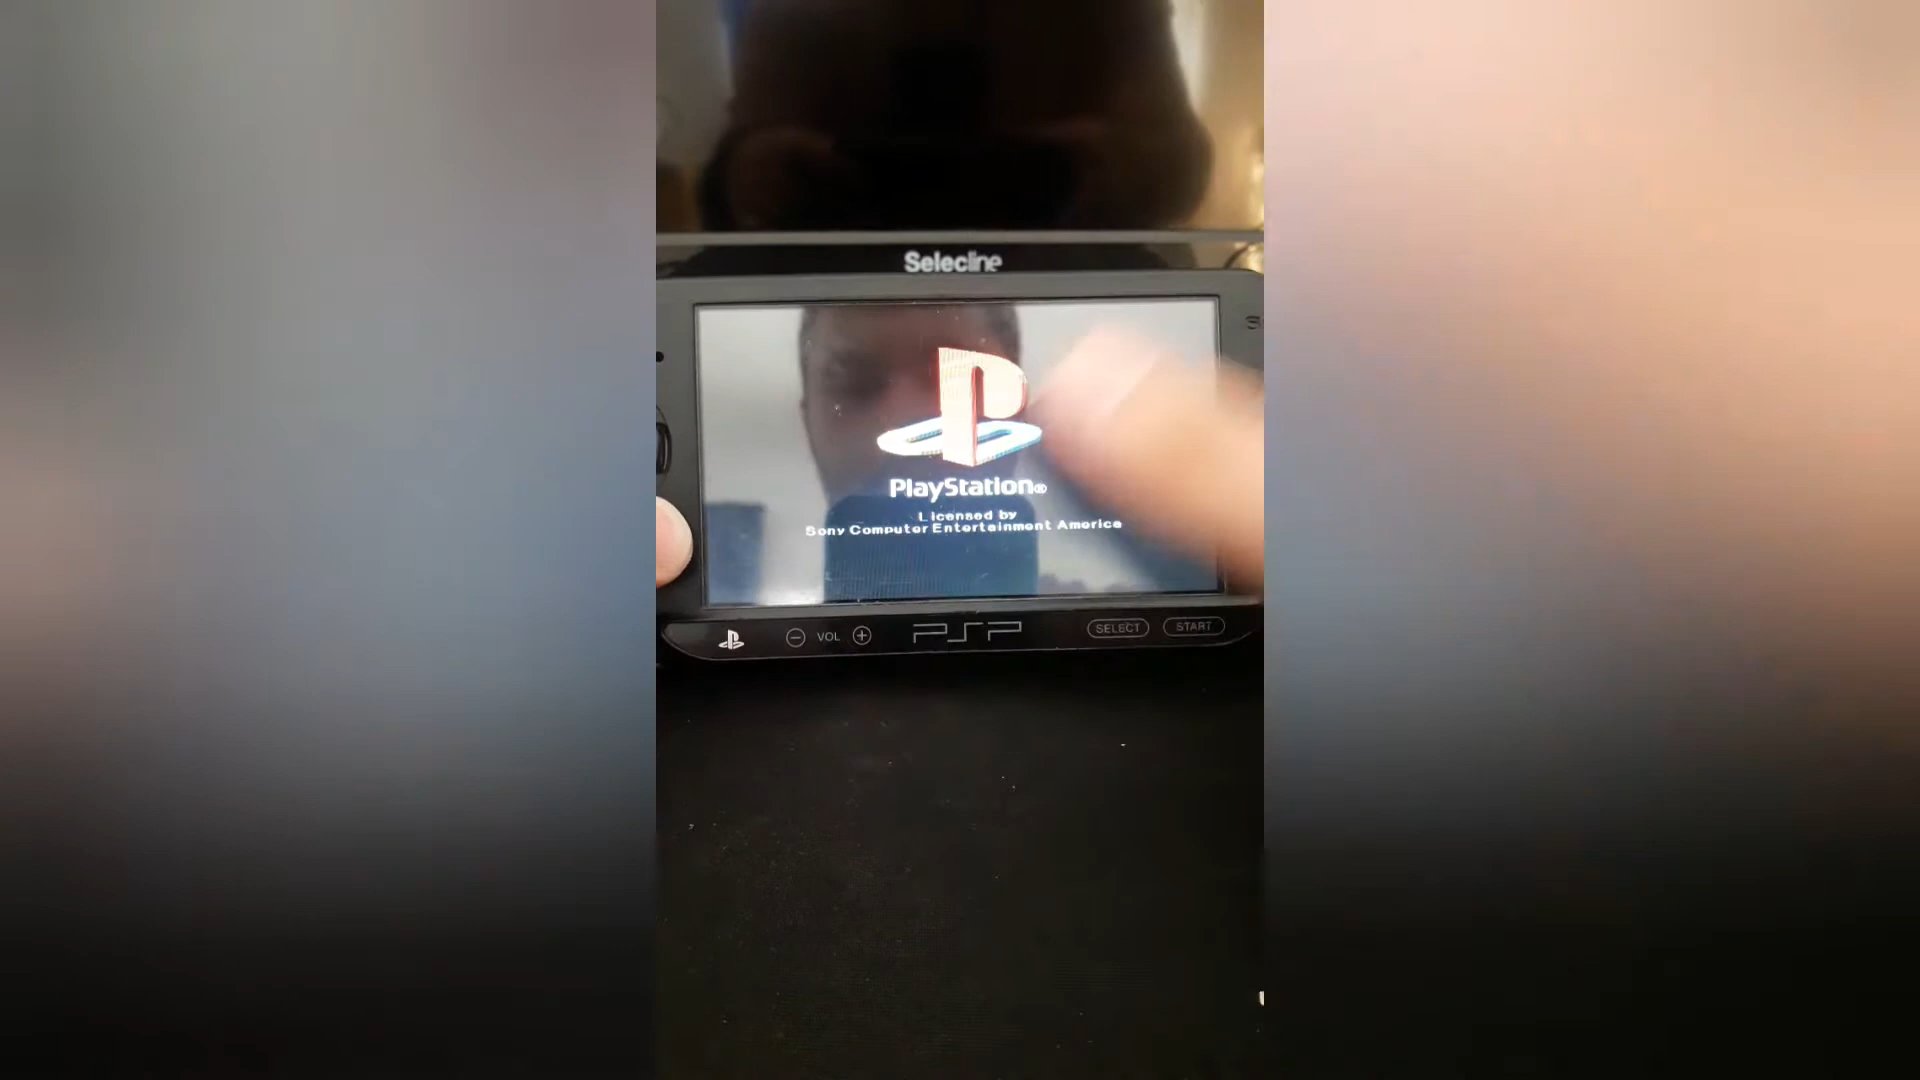 Selecline
PlayStation®
Licensed by
Sony Computer Entertainment America
VOL
PSP
SELECT
START